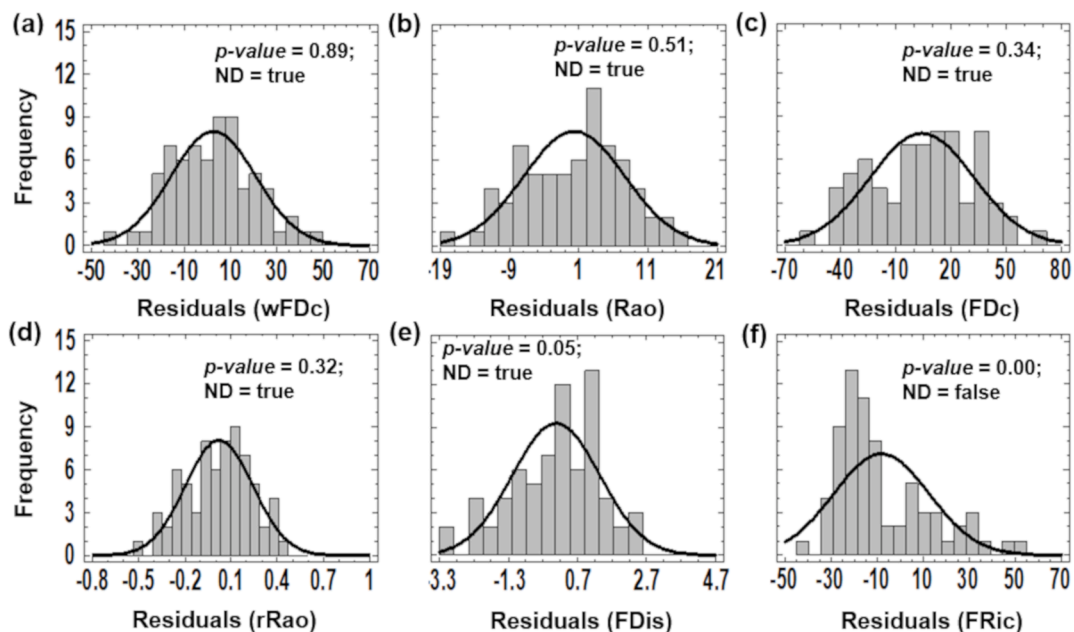 (a)
15
12
9
6
3
0
Frequency
p-value = 0.89;
ND = true
-50 -30 -10 10 30 50 70
Residuals (wFDc)
(b)
p-value = 0.51;
ND = true
-19 -9 1 11 21
Residuals (Rao)
(c)
p-value = 0.34;
ND = true
-70 -40 -10 20 50 80
Residuals (FDc)
(d)
15
12
9
6
3
0
Frequency
p-value = 0.32;
ND = true
-0.8 -0.5 -0.2 0.1 0.7 1
Residuals (rRao)
(e)
p-value = 0.05;
ND = true
3.3 -1.3 0.7 2.7 4.7
Residuals (FDis)
(f)
p-value = 0.00;
ND = false
-50 -30 -10 10 30 50 70
Residuals (FRic)